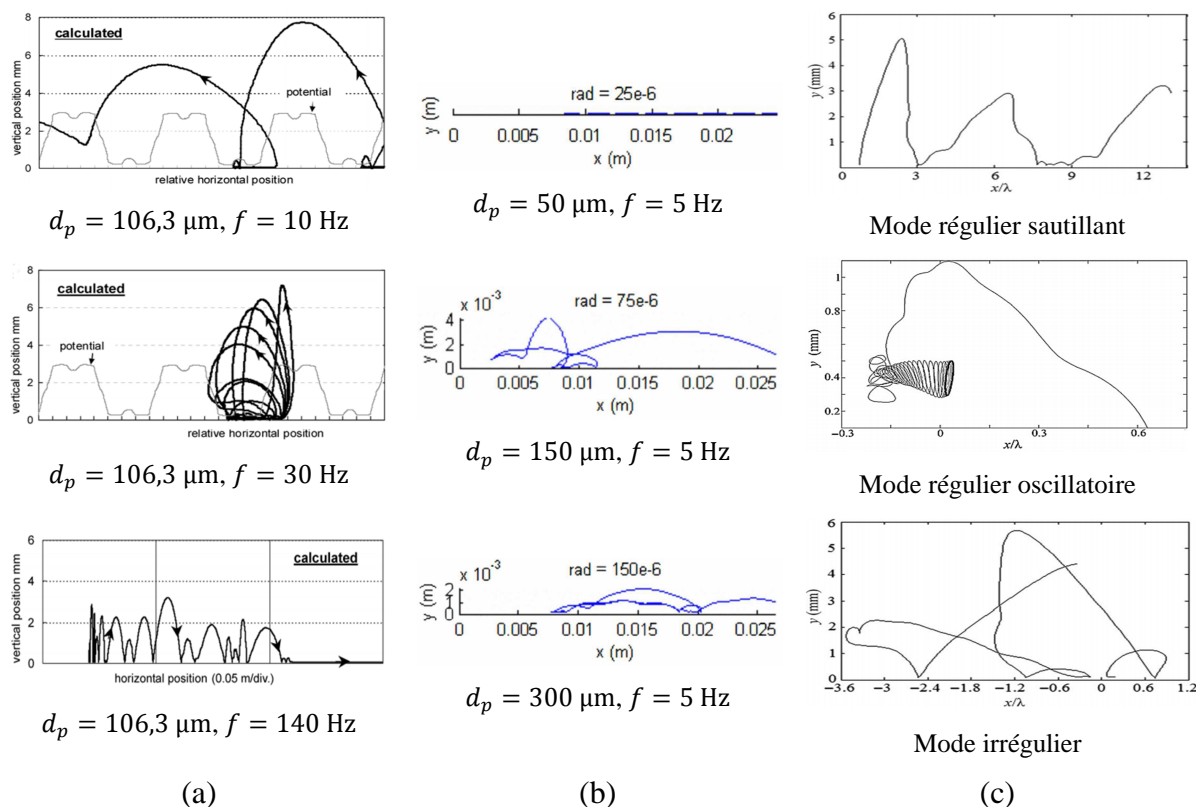 calculated
8
6
4
2
0
vertical position mm
potential
relative horizontal position
d_p = 106,3 μm, f = 10 Hz
rad = 25e-6
y (m)
0 0.005 0.01 0.015 0.02
x (m)
d_p = 50 μm, f = 5 Hz
6
5
4
3
2
1
0
y (mm)
3 6 9 12
x/λ
Mode régulier sautillant
calculated
8
6
4
2
0
vertical position mm
potential
relative horizontal position
d_p = 106,3 μm, f = 30 Hz
x 10⁻³
rad = 75e-6
4
2
0
y (m)
0 0.005 0.01 0.015 0.02 0.025
x (m)
d_p = 150 μm, f = 5 Hz
1
0.8
0.6
0.4
0.2
y (mm)
−0.3 0 0.3 0.6
x/λ
Mode régulier oscillatoire
calculated
6
4
2
0
vertical position mm
horizontal position (0.05 m/div.)
d_p = 106,3 μm, f = 140 Hz
x 10⁻³
rad = 150e-6
2
1
0
y (m)
0 0.005 0.01 0.015 0.02 0.025
x (m)
d_p = 300 μm, f = 5 Hz
6
5
4
3
2
1
0
y (mm)
−3.6 −3 −2.4 −1.8 −1.2 −0.6 0 0.6 1.2
x/λ
Mode irrégulier
(a) (b) (c)